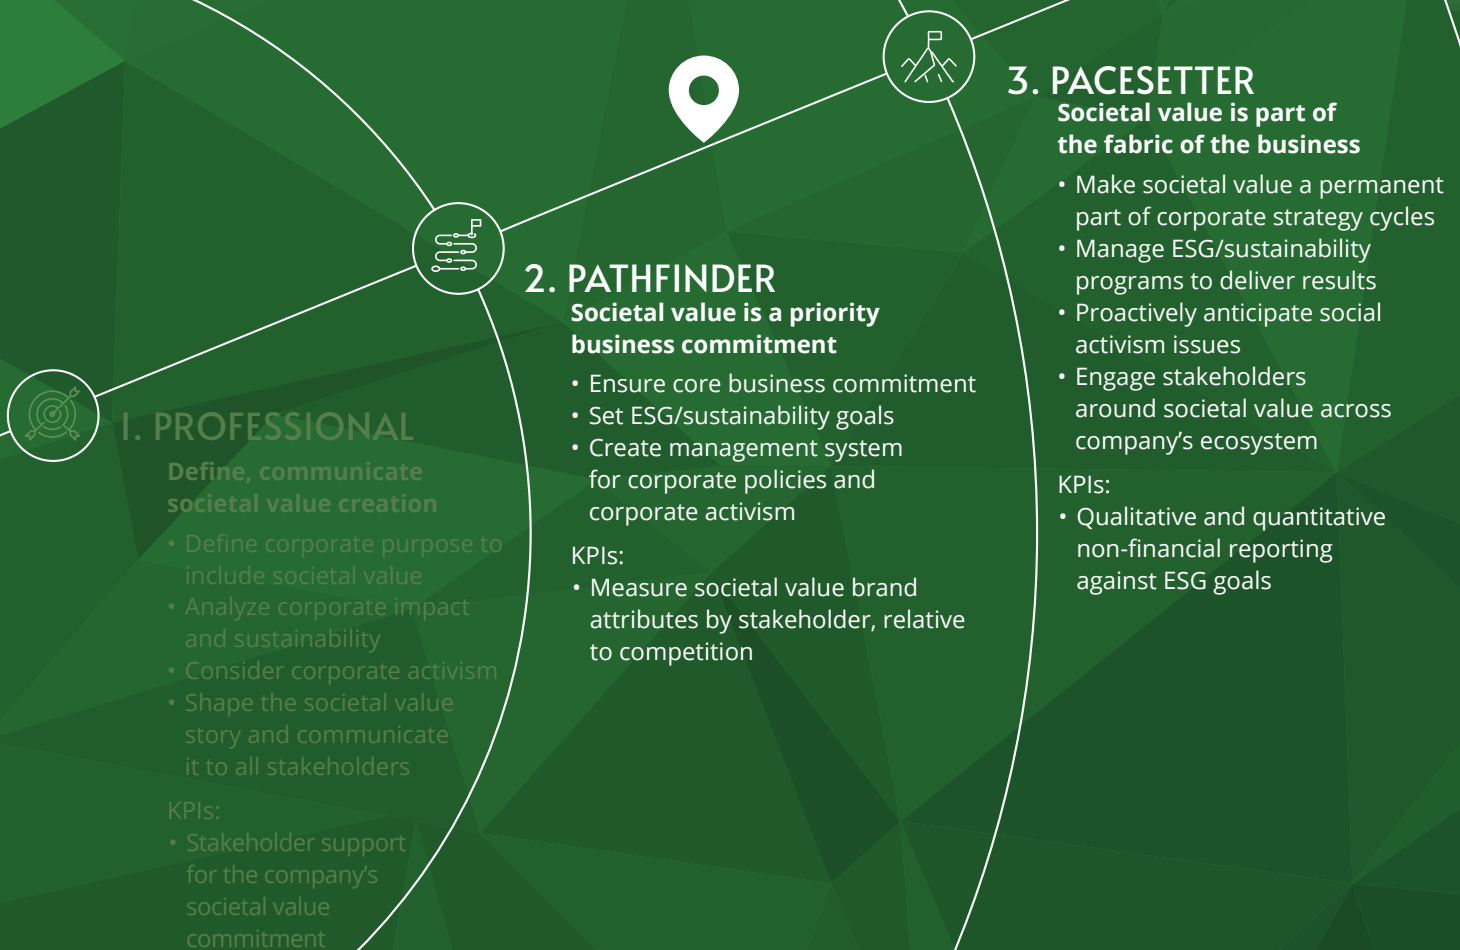 1. PROFESSIONAL
Define, communicate
societal value creation
• Define corporate purpose to
include societal value
• Analyze corporate impact
and sustainability
• Consider corporate activism
• Shape the societal value
story and communicate
it to all stakeholders
KPIs:
• Stakeholder support
for the company's
societal value
commitment
2. PATHFINDER
Societal value is a priority
business commitment
• Ensure core business commitment
• Set ESG/sustainability goals
• Create management system
for corporate policies and
corporate activism
KPIs:
• Measure societal value brand
attributes by stakeholder, relative
to competition
3. PACESETTER
Societal value is part of
the fabric of the business
• Make societal value a permanent
part of corporate strategy cycles
• Manage ESG/sustainability
programs to deliver results
• Proactively anticipate social
activism issues
• Engage stakeholders
around societal value across
company's ecosystem
KPIs:
• Qualitative and quantitative
non-financial reporting
against ESG goals